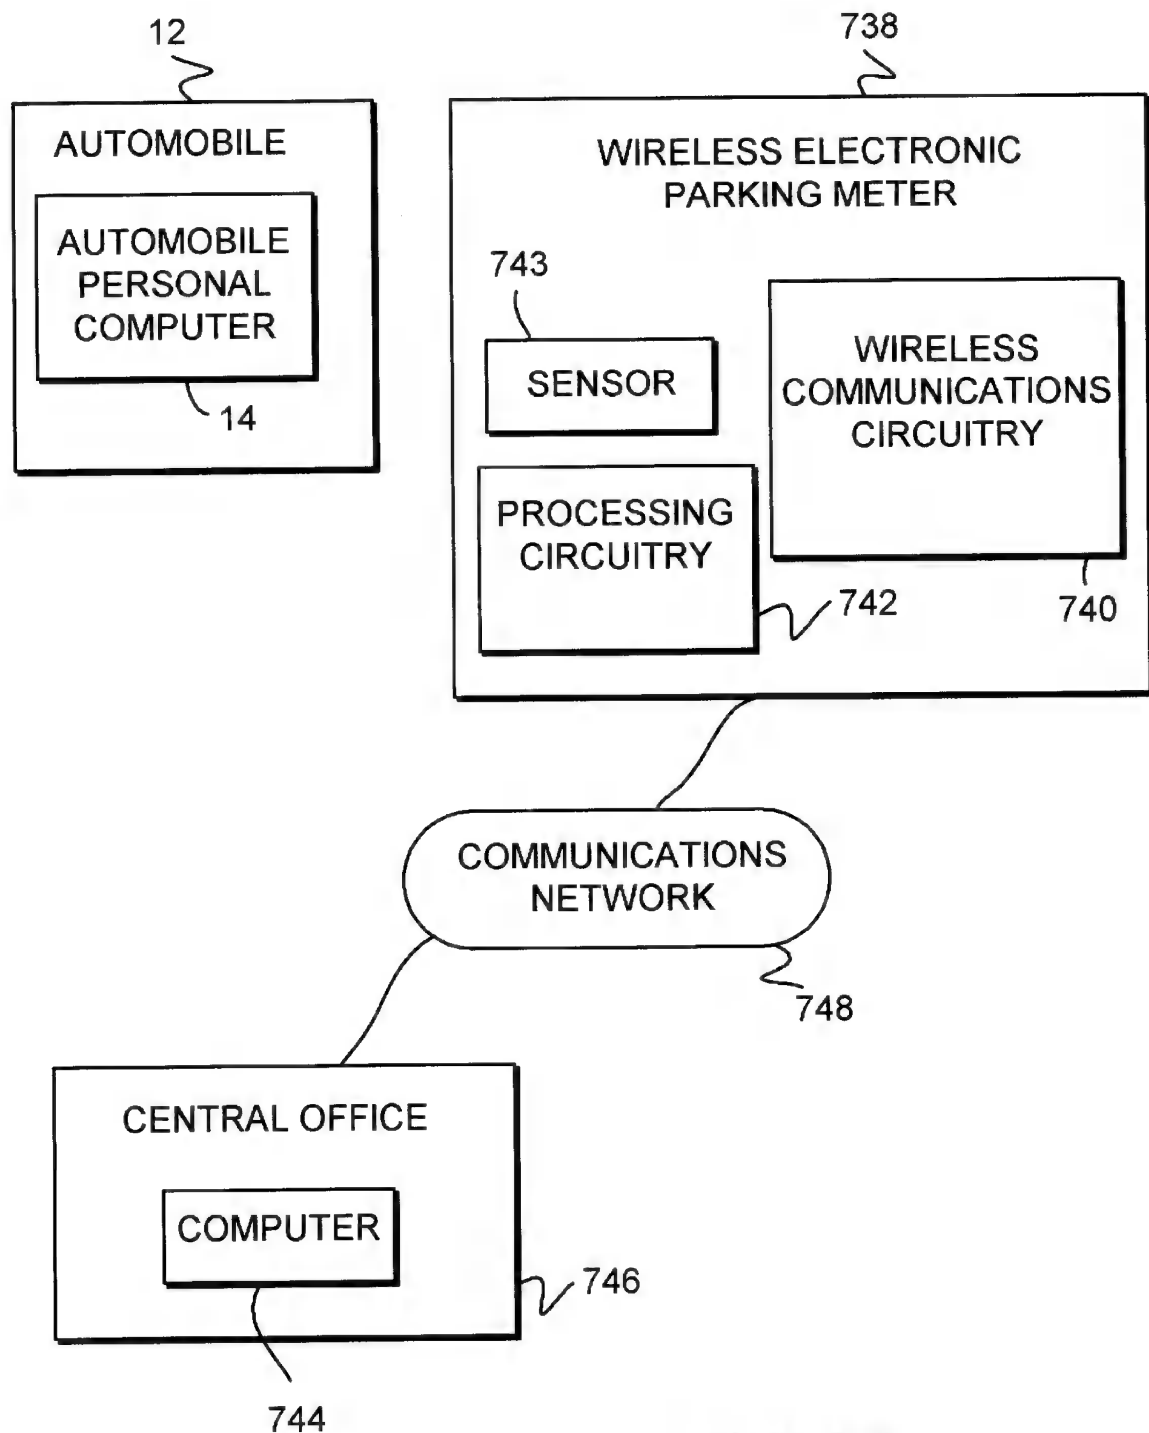 12
738
AUTOMOBILE
AUTOMOBILE
PERSONAL
COMPUTER
14
WIRELESS ELECTRONIC
PARKING METER
743
SENSOR
WIRELESS
COMMUNICATIONS
CIRCUITRY
PROCESSING
CIRCUITRY
742
740
COMMUNICATIONS
NETWORK
748
CENTRAL OFFICE
COMPUTER
746
744